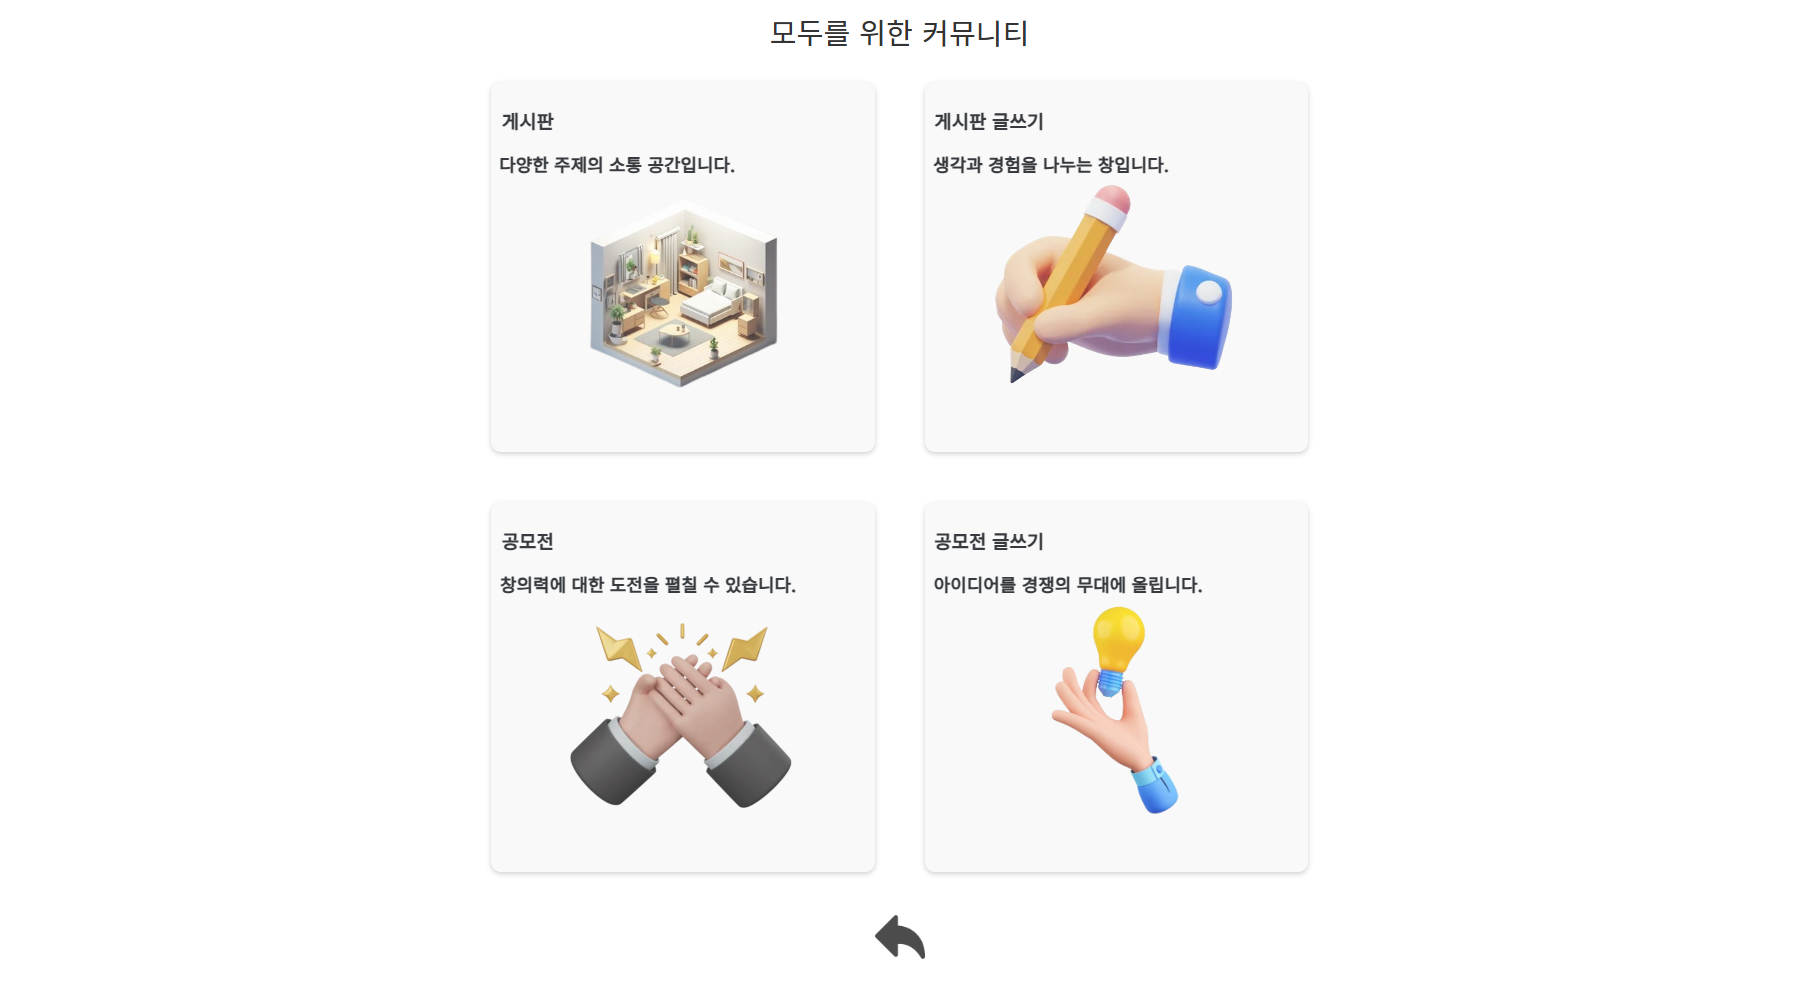 모두를 위한 커뮤니티
게시판
다양한 주제의 소통 공간입니다.
게시판 글쓰기
생각과 경험을 나누는 창입니다.
공모전
창의력에 대한 도전을 펼칠 수 있습니다.
공모전 글쓰기
아이디어를 경쟁의 무대에 올립니다.